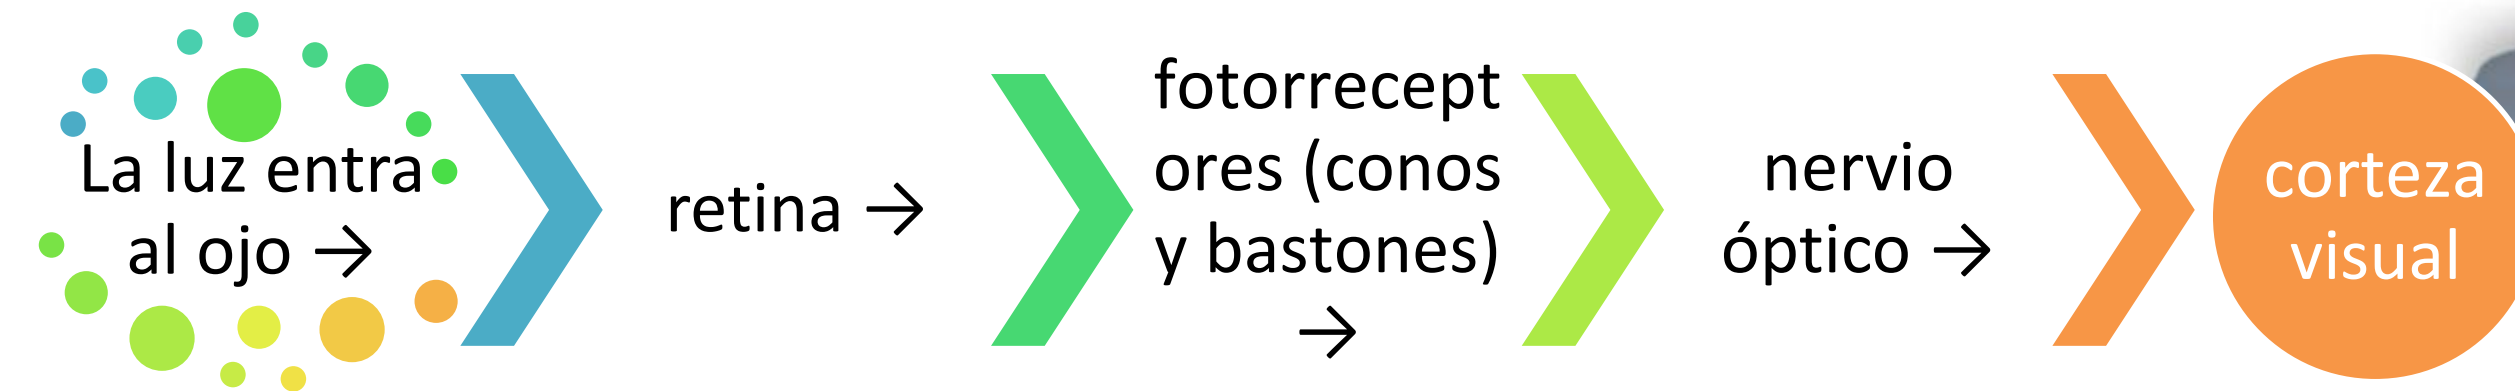 La luz entra
al ojo →
retina →
fotorrecept
ores (conos
y bastones)
→
nervio
óptico →
corteza
visual